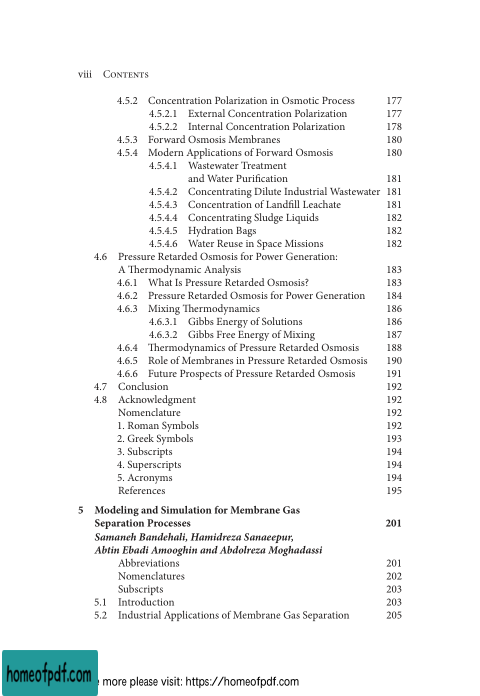 viii Contents
4.5.2 Concentration Polarization in Osmotic Process 177
4.5.2.1 External Concentration Polarization 177
4.5.2.2 Internal Concentration Polarization 178
4.5.3 Forward Osmosis Membranes 180
4.5.4 Modern Applications of Forward Osmosis 180
4.5.4.1 Wastewater Treatment
and Water Purification 181
4.5.4.2 Concentrating Dilute Industrial Wastewater 181
4.5.4.3 Concentration of Landfill Leachate 181
4.5.4.4 Concentrating Sludge Liquids 182
4.5.4.5 Hydration Bags 182
4.5.4.6 Water Reuse in Space Missions 182
4.6 Pressure Retarded Osmosis for Power Generation:
A Thermodynamic Analysis 183
4.6.1 What Is Pressure Retarded Osmosis? 183
4.6.2 Pressure Retarded Osmosis for Power Generation 184
4.6.3 Mixing Thermodynamics 186
4.6.3.1 Gibbs Energy of Solutions 186
4.6.3.2 Gibbs Free Energy of Mixing 187
4.6.4 Thermodynamics of Pressure Retarded Osmosis 188
4.6.5 Role of Membranes in Pressure Retarded Osmosis 190
4.6.6 Future Prospects of Pressure Retarded Osmosis 191
4.7 Conclusion 192
4.8 Acknowledgment 192
Nomenclature 192
1. Roman Symbols 192
2. Greek Symbols 193
3. Subscripts 194
4. Superscripts 194
5. Acronyms 194
References 195
5 Modeling and Simulation for Membrane Gas
Separation Processes 201
Samaneh Bandehali, Hamidreza Sanaeepur,
Abtin Ebadi Amooghin and Abdolreza Moghadassi
Abbreviations 201
Nomenclatures 202
Subscripts 203
5.1 Introduction 203
5.2 Industrial Applications of Membrane Gas Separation 205
homeofpdf.com
more please visit: https://homeofpdf.com